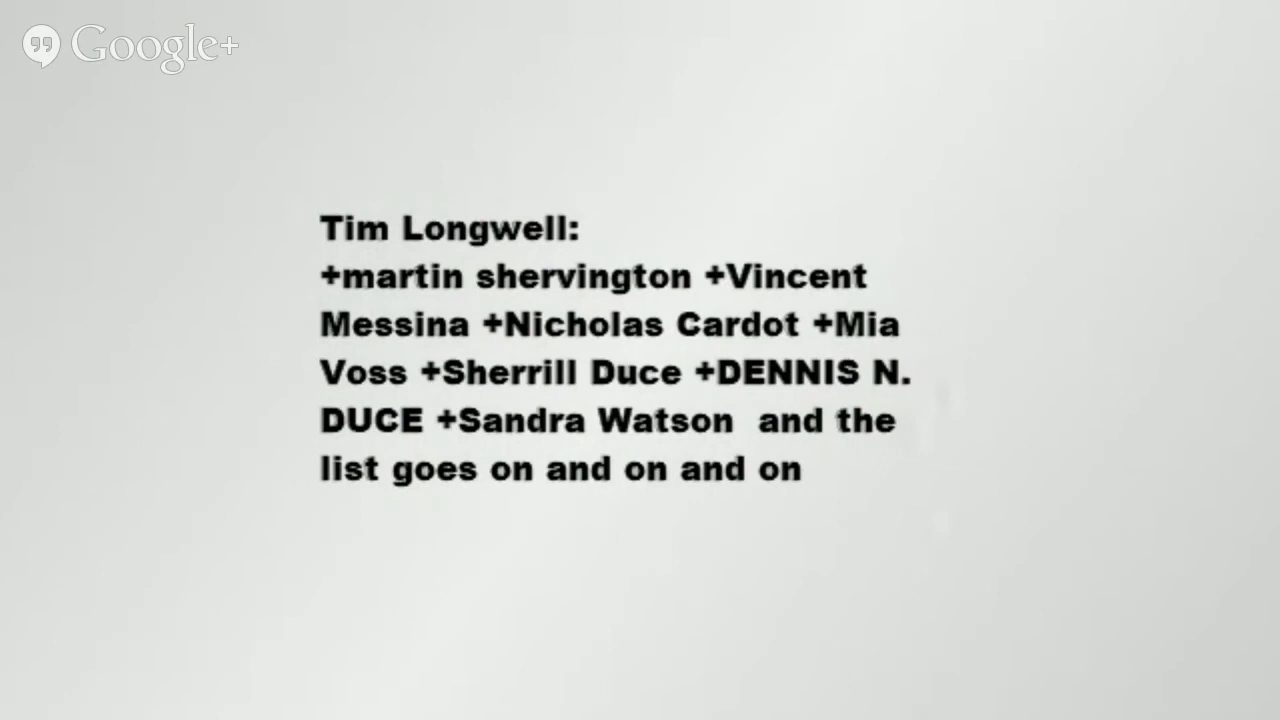 Google+
Tim Longwell:
+martin shervington +Vincent
Messina +Nicholas Cardot +Mia
Voss +Sherrill Duce +DENNIS N.
DUCE +Sandra Watson  and the
list goes on and on and on